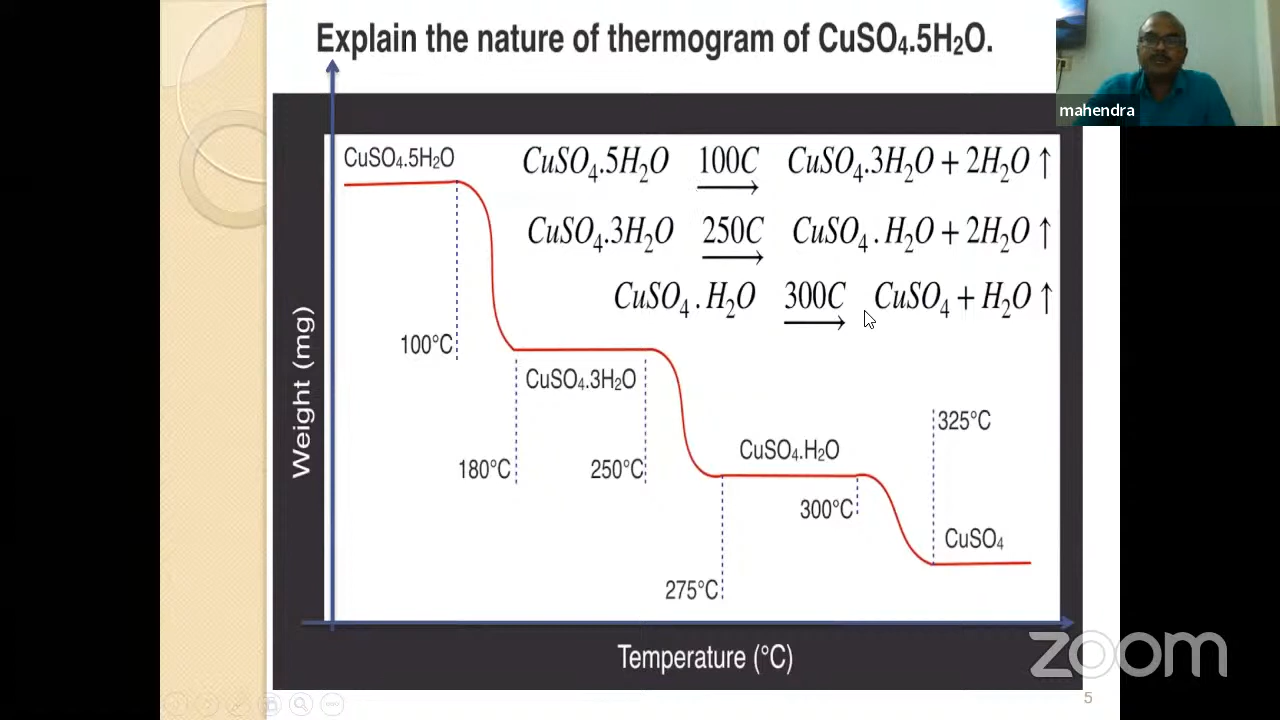 Explain the nature of thermogram of CuSO₄.5H₂O.
mahendra
CuSO₄.5H₂O
CuSO₄.5H₂O 100C CuSO₄.3H₂O + 2H₂O ↑
CuSO₄.3H₂O 250C CuSO₄.H₂O + 2H₂O ↑
CuSO₄.H₂O 300C CuSO₄ + H₂O ↑
100°C
CuSO₄.3H₂O
180°C
250°C
CuSO₄.H₂O
325°C
300°C
CuSO₄
275°C
Weight (mg)
Temperature (°C)
zoom
5